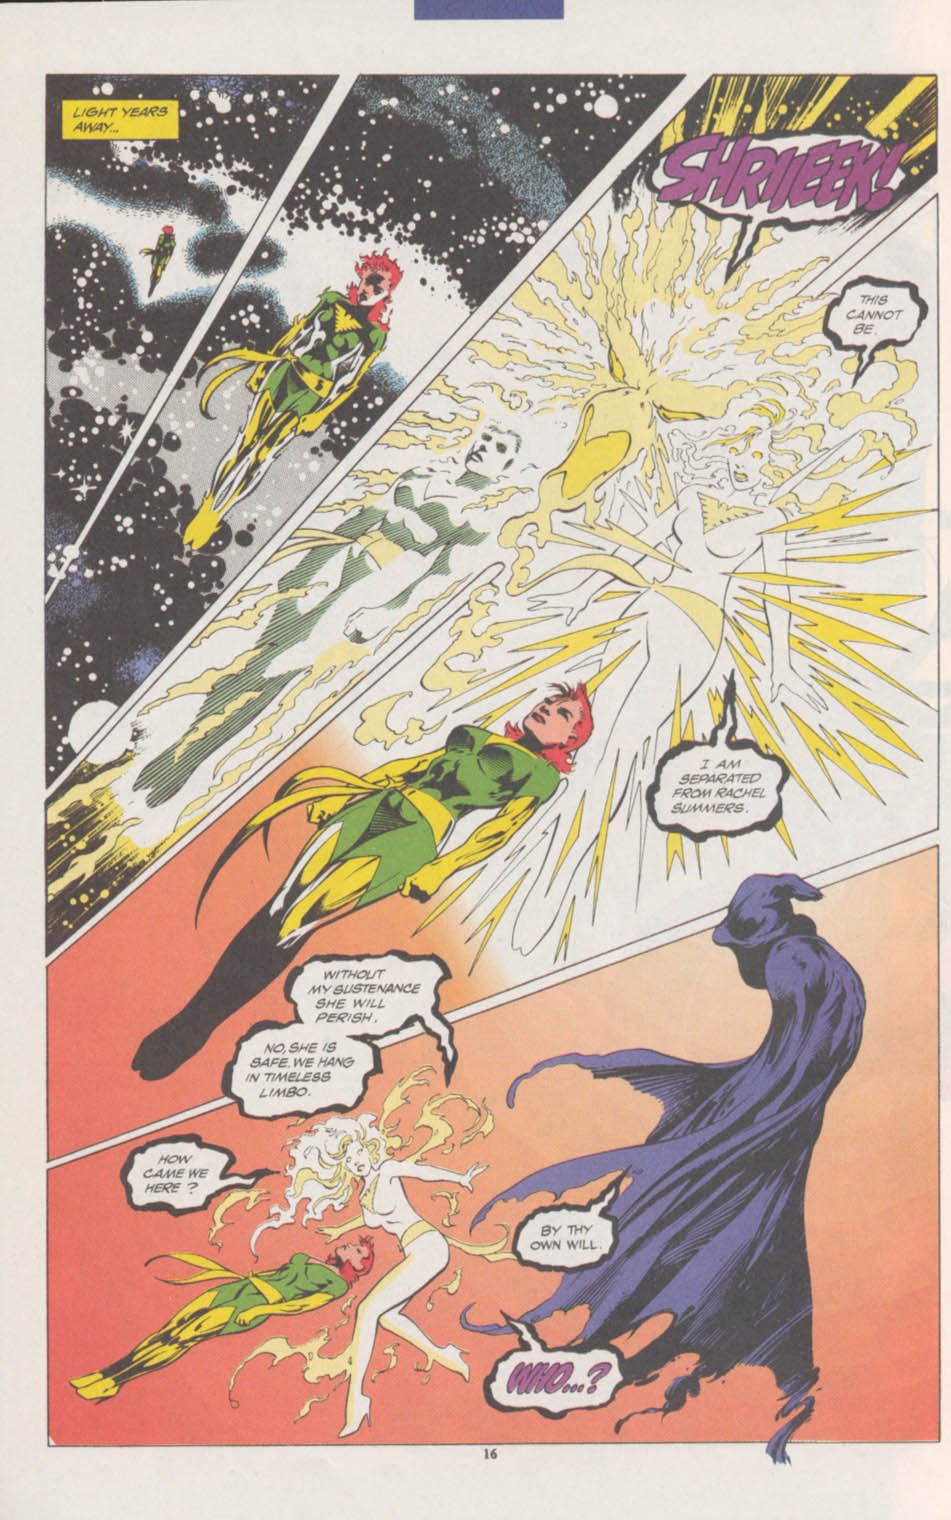 LIGHT YEARS
AWAY...
SHRIIEEK!
THIS
CANNOT
BE.
I AM
SEPARATED
FROM RACHEL
SUMMERS.
WITHOUT
MY SUSTENANCE
SHE WILL
PERISH.
NO, SHE IS
SAFE. WE HANG
IN TIMELESS
LIMBO.
HOW
CAME WE
HERE?
BY THY
OWN WILL.
WHO...?
16